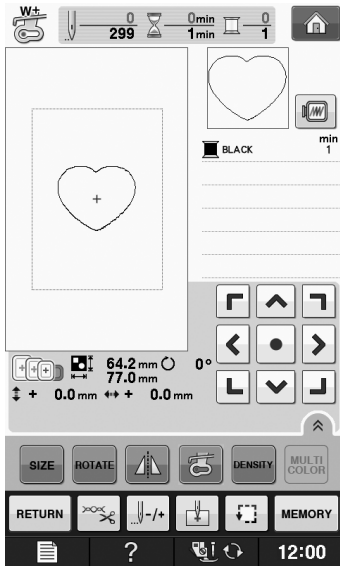 W+
0 0min 0
299 1min 1
min
BLACK 1
64.2 mm 0°
77.0 mm
+ 0.0 mm + 0.0 mm
SIZE ROTATE DENSITY MULTI COLOR
RETURN -/+ MEMORY
? 12:00